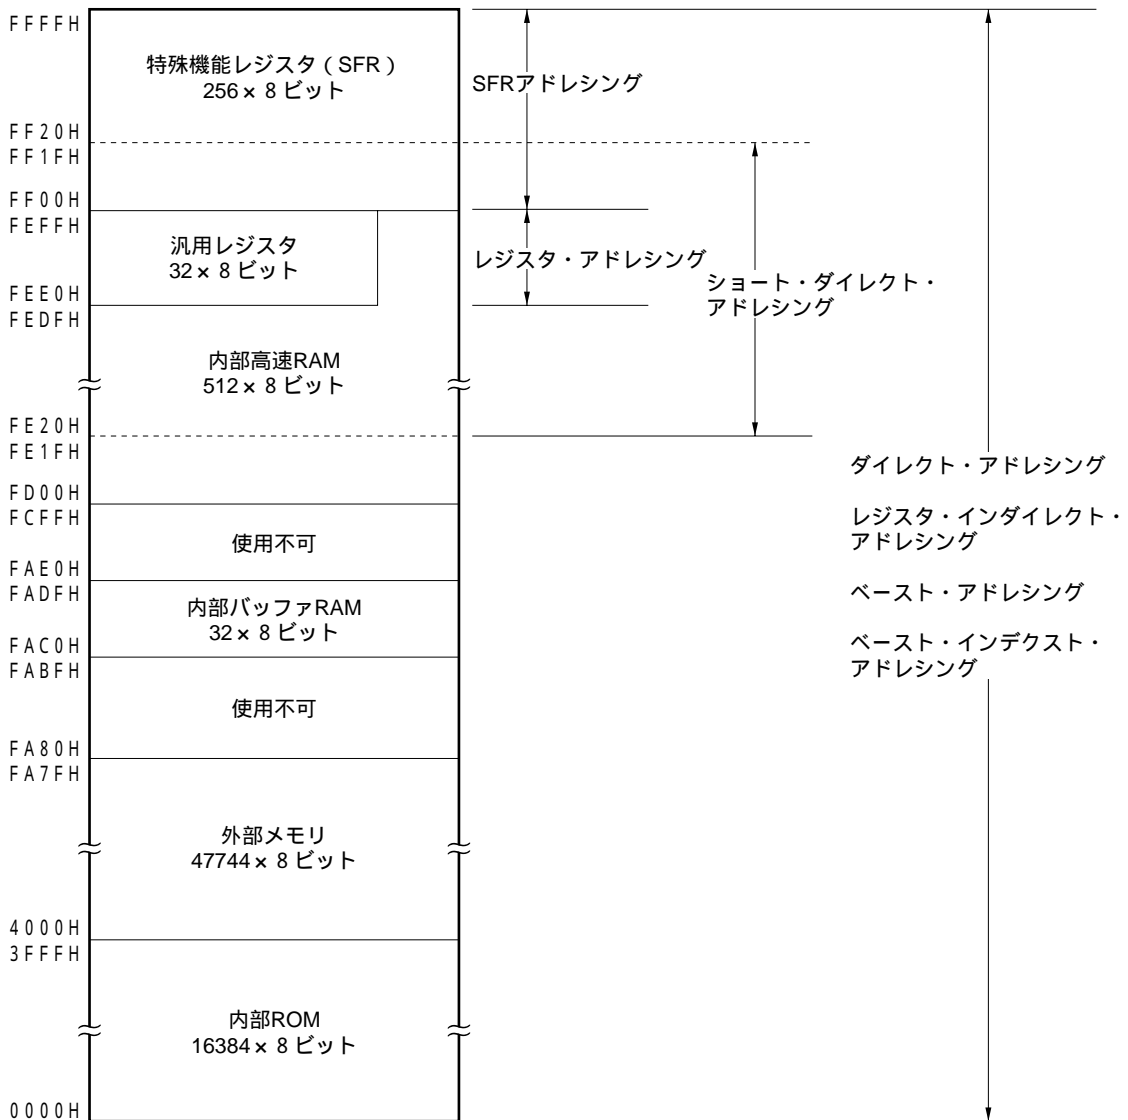 FFFFH
特殊機能レジスタ（SFR）
256×8ビット
SFRアドレシング
FF20H
FF1FH
FF00H
FEFFH
汎用レジスタ
32×8ビット
レジスタ・アドレシング
ショート・ダイレクト・
アドレシング
FEE0H
FEDFH
内部高速RAM
512×8ビット
FE20H
FE1FH
ダイレクト・アドレシング
FD00H
FCFFH
レジスタ・インダイレクト・
アドレシング
使用不可
FAE0H
FADFH
ベースト・アドレシング
内部バッファRAM
32×8ビット
FAC0H
FABFH
ベースト・インデクスト・
アドレシング
使用不可
FA80H
FA7FH
外部メモリ
47744×8ビット
4000H
3FFFH
内部ROM
16384×8ビット
0000H